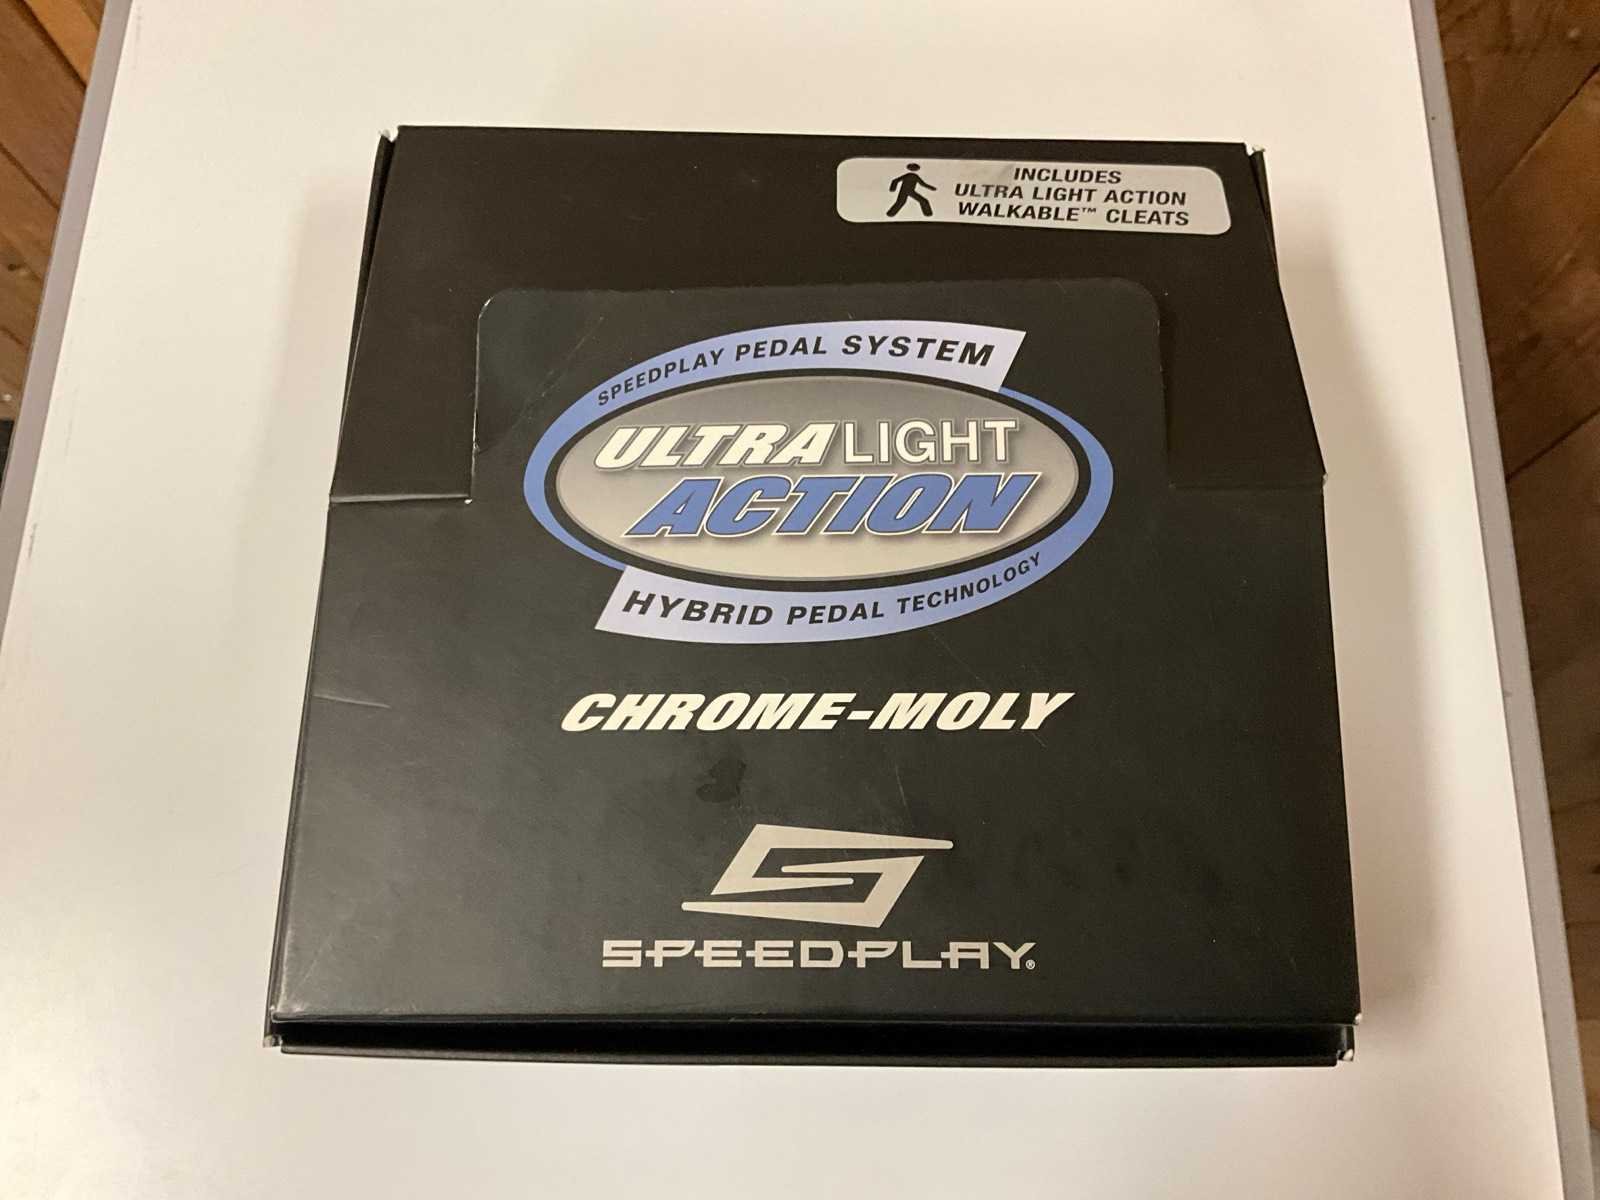 INCLUDES
ULTRA LIGHT ACTION
WALKABLE™ CLEATS
SPEEDPLAY PEDAL SYSTEM
ULTRA LIGHT
ACTION
HYBRID PEDAL TECHNOLOGY
CHROME-MOLY
SPEEDPLAY®